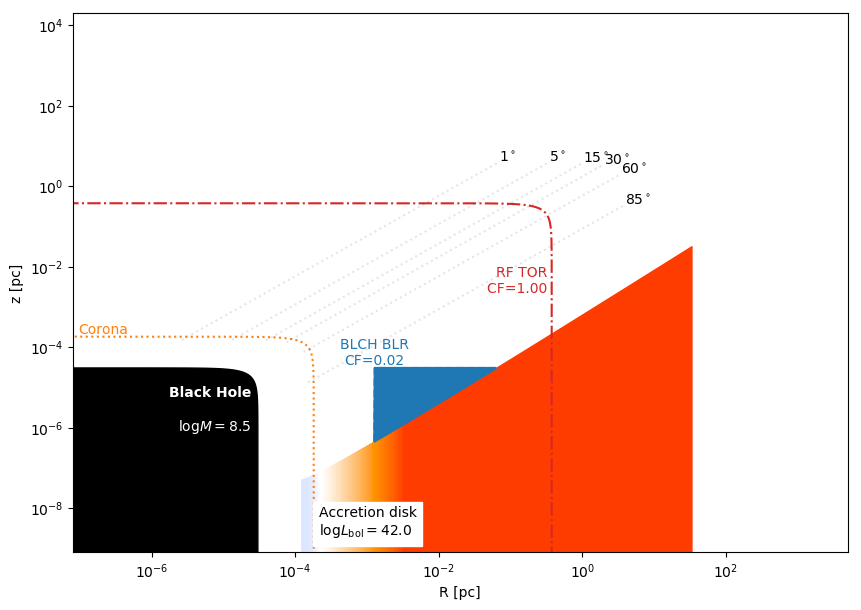 10^4
10^2
10^0
10^-2
10^-4
10^-6
10^-8
z [pc]
1°
5°
15°
30°
60°
85°
RF TOR
CF=1.00
Corona
BLCH BLR
CF=0.02
Black Hole
logM = 8.5
Accretion disk
logL_bol = 42.0
10^-6
10^-4
10^-2
10^0
10^2
R [pc]